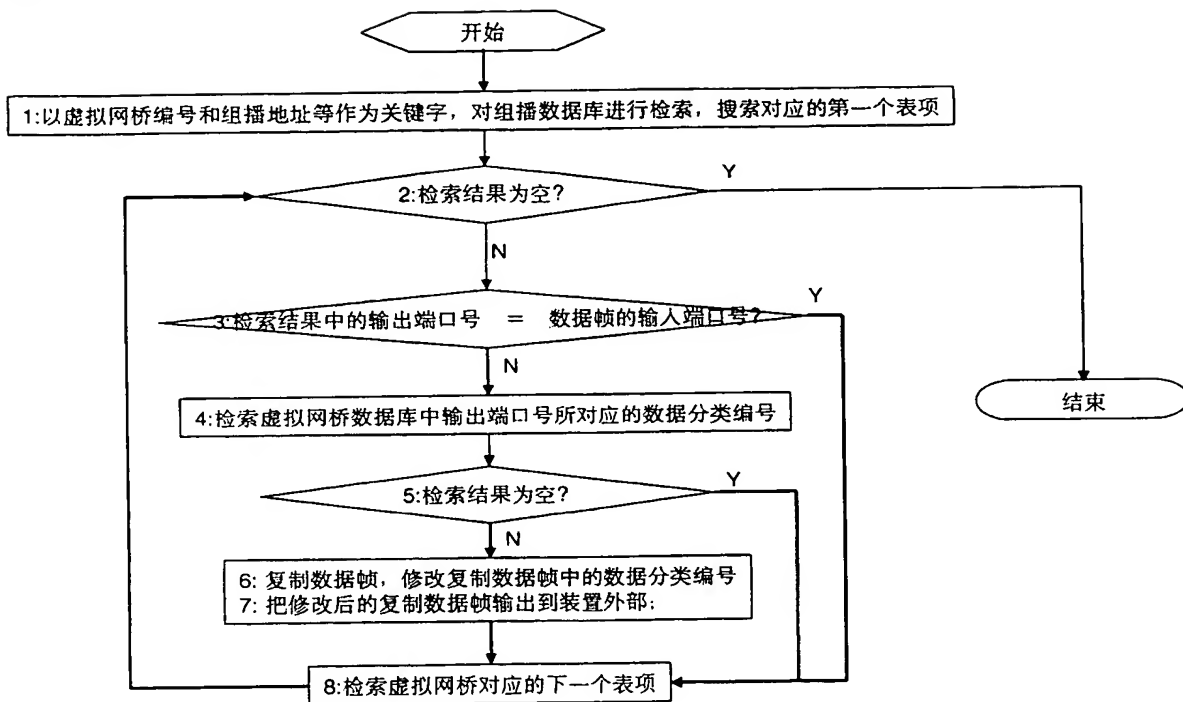 开始
1:以虚拟网桥编号和组播地址等作为关键字，对组播数据库进行检索，搜索对应的第一个表项
2:检索结果为空?
Y
N
3:检索结果中的输出端口号 = 数据帧的输入端口号?
Y
N
结束
4:检索虚拟网桥数据库中输出端口号所对应的数据分类编号
5:检索结果为空?
Y
N
6: 复制数据帧，修改复制数据帧中的数据分类编号
7: 把修改后的复制数据帧输出到装置外部；
8:检索虚拟网桥对应的下一个表项